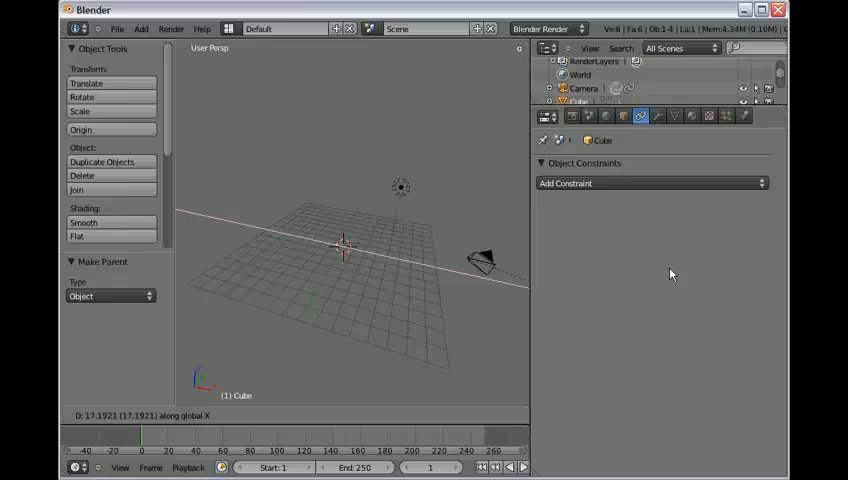 Blender
File Add Render Help Default Scene Blender Render Ve:8 | Fa:6 | Ob:4-1 | La:1 | Mem:4.34M (0.10M)
Object Tools
Transform:
Translate
Rotate
Scale
Origin
Object:
Duplicate Objects
Delete
Join
Shading:
Smooth
Flat
Make Parent
Type
Object
User Persp
(1) Cube
D: 17.1921 (17.1921) along global X
View Search All Scenes
RenderLayers
World
Camera
Cube
Cube
Object Constraints
Add Constraint
-40 -20 0 20 40 60 80 100 120 140 160 180 200 220 240 260
View Frame Playback Start: 1 End: 250 1